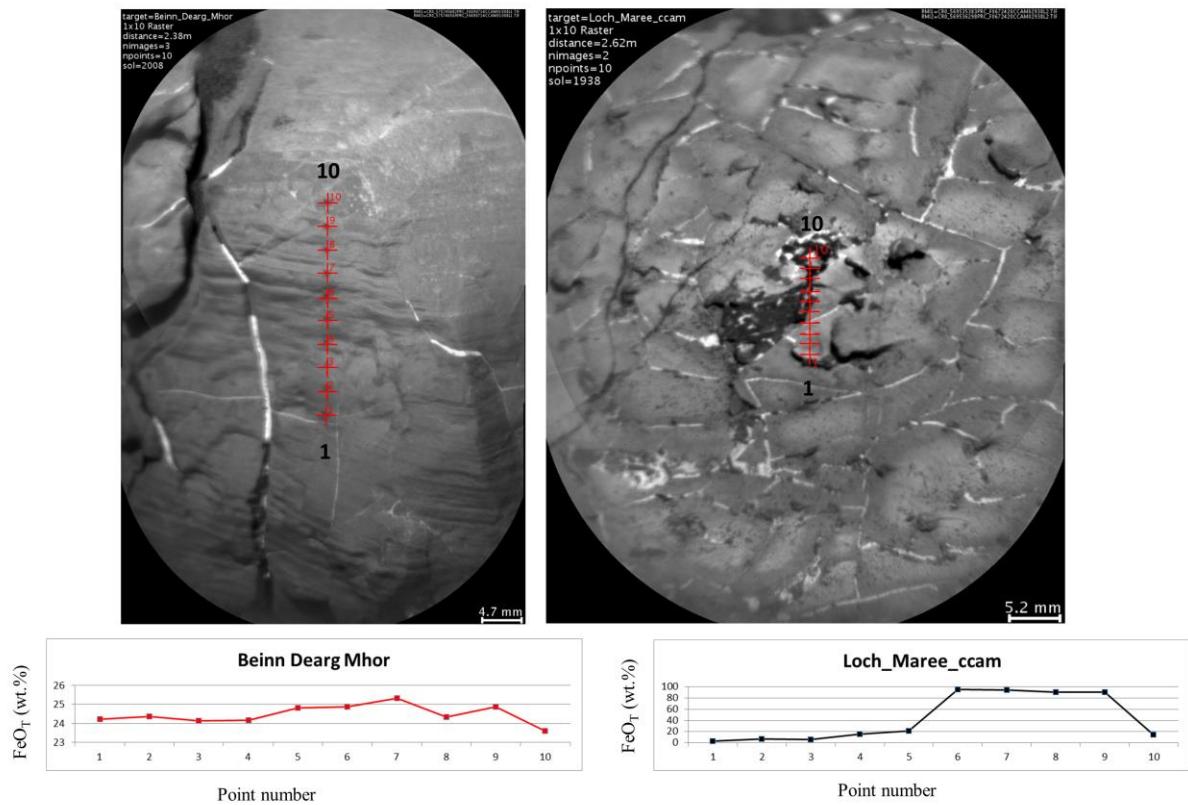 target=Beinn_Dearg_Mhor
1x10 Raster
distance=2.38m
nimages=3
npoints=10
sol=2008
10
10
9
8
7
1
4.7 mm
target=Loch_Maree_ccam
1x10 Raster
distance=2.62m
nimages=2
npoints=10
sol=1938
10
1
5.2 mm
Beinn Dearg Mhor
FeOT (wt.%)
26
25
24
23
1 2 3 4 5 6 7 8 9 10
Point number
Loch_Maree_ccam
FeOT (wt.%)
100
80
60
40
20
0
1 2 3 4 5 6 7 8 9 10
Point number